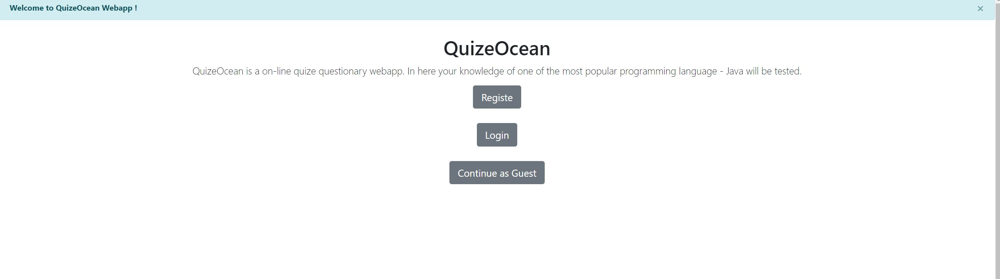 Welcome to QuizeOcean Webapp !
×
QuizeOcean
QuizeOcean is a on-line quize questionary webapp. In here your knowledge of one of the most popular programming language - Java will be tested.
Registe
Login
Continue as Guest